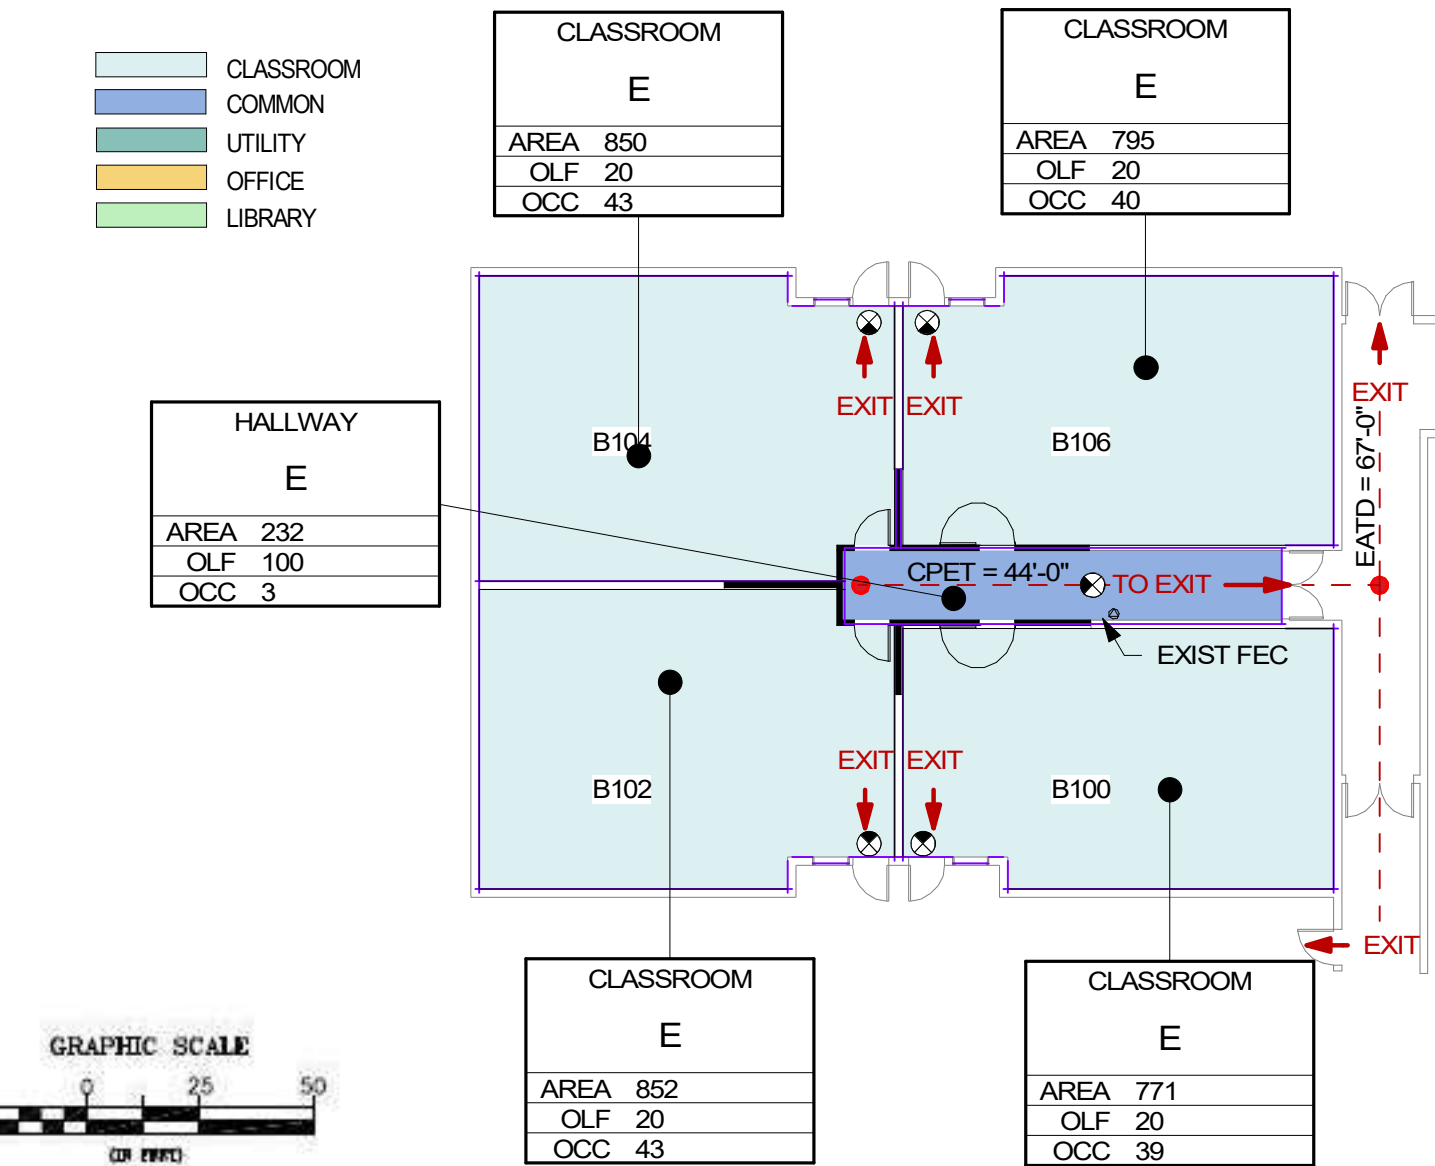 CLASSROOM
COMMON
UTILITY
OFFICE
LIBRARY
CLASSROOM
E
AREA 850
OLF 20
OCC 43
CLASSROOM
E
AREA 795
OLF 20
OCC 40
HALLWAY
E
AREA 232
OLF 100
OCC 3
EXIT
EXIT
EXIT
B104
B106
EATD = 67'-0"
CPET = 44'-0"
TO EXIT
EXIST FEC
EXIT
EXIT
B102
B100
EXIT
CLASSROOM
E
AREA 852
OLF 20
OCC 43
CLASSROOM
E
AREA 771
OLF 20
OCC 39
GRAPHIC SCALE
0 25 50
(IN FEET)